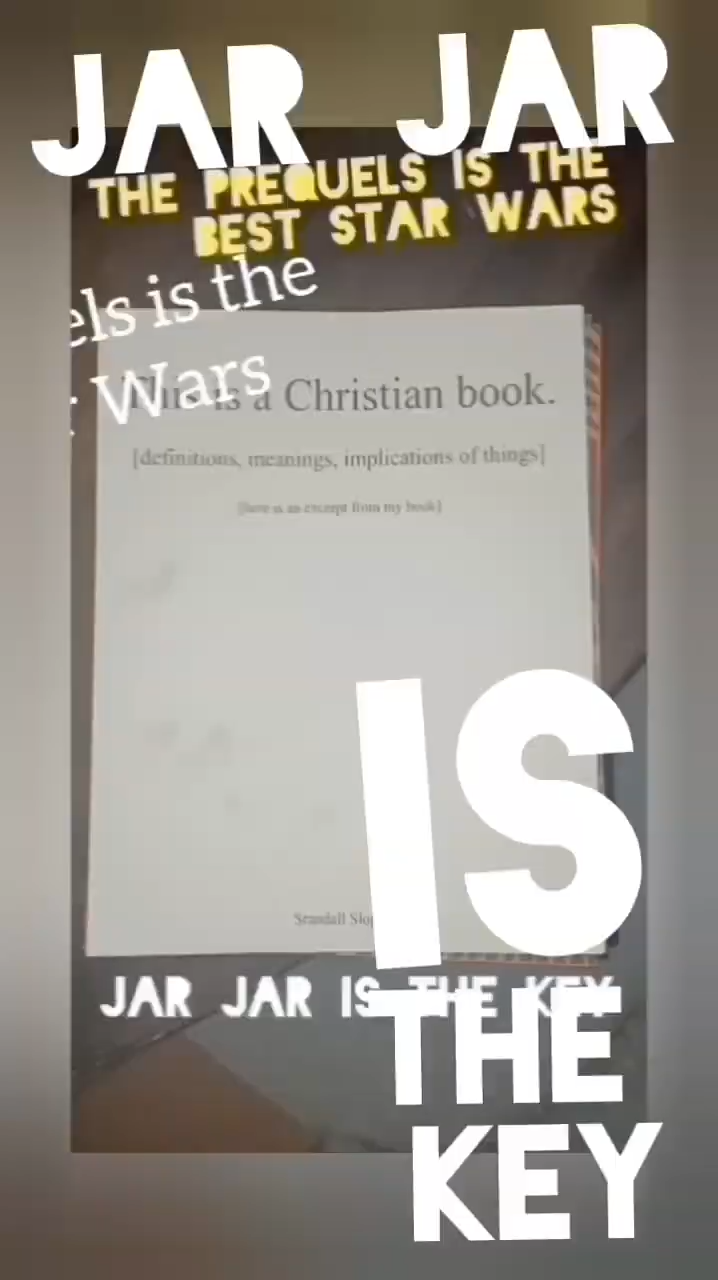 JAR JAR
THE PREQUELS IS THE
BEST STAR WARS
els is the
Wars
This is a Christian book.
[definitions, meanings, implications of things]
[here is an excerpt from my book]
IS
JAR JAR IS THE KEY
THE
KEY